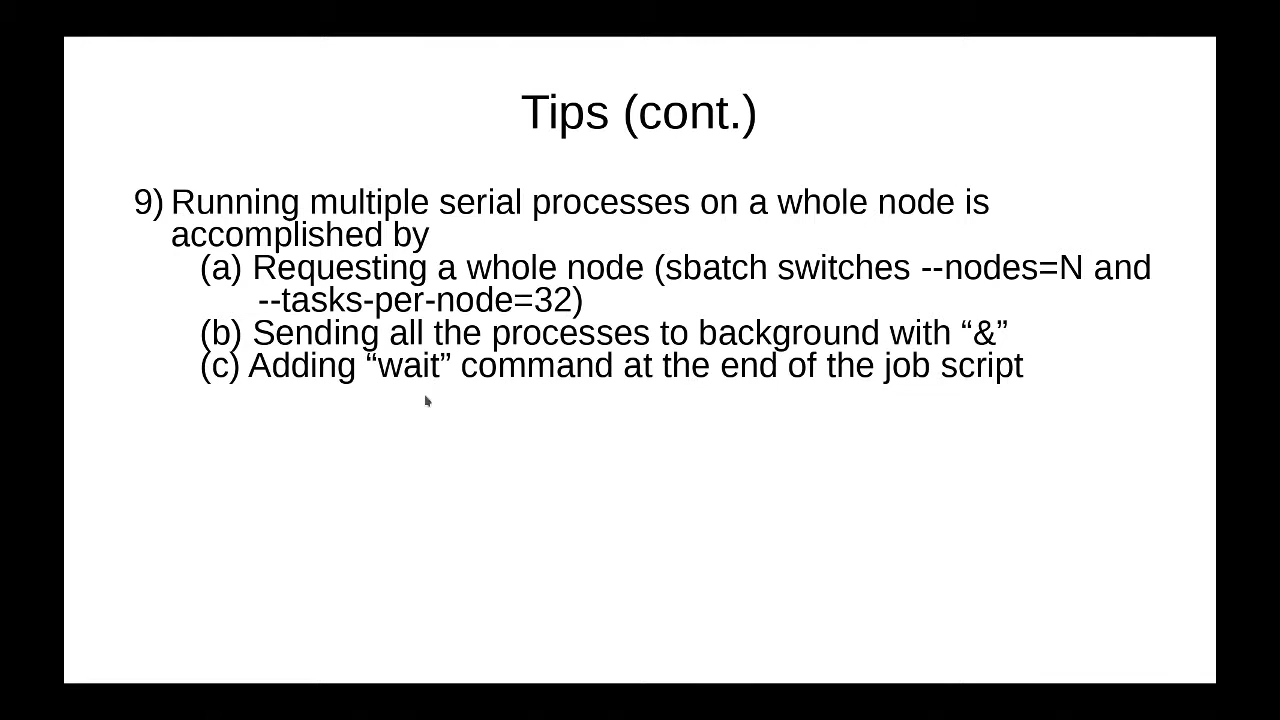 Tips (cont.)
9) Running multiple serial processes on a whole node is
accomplished by
(a) Requesting a whole node (sbatch switches --nodes=N and
--tasks-per-node=32)
(b) Sending all the processes to background with “&”
(c) Adding “wait” command at the end of the job script